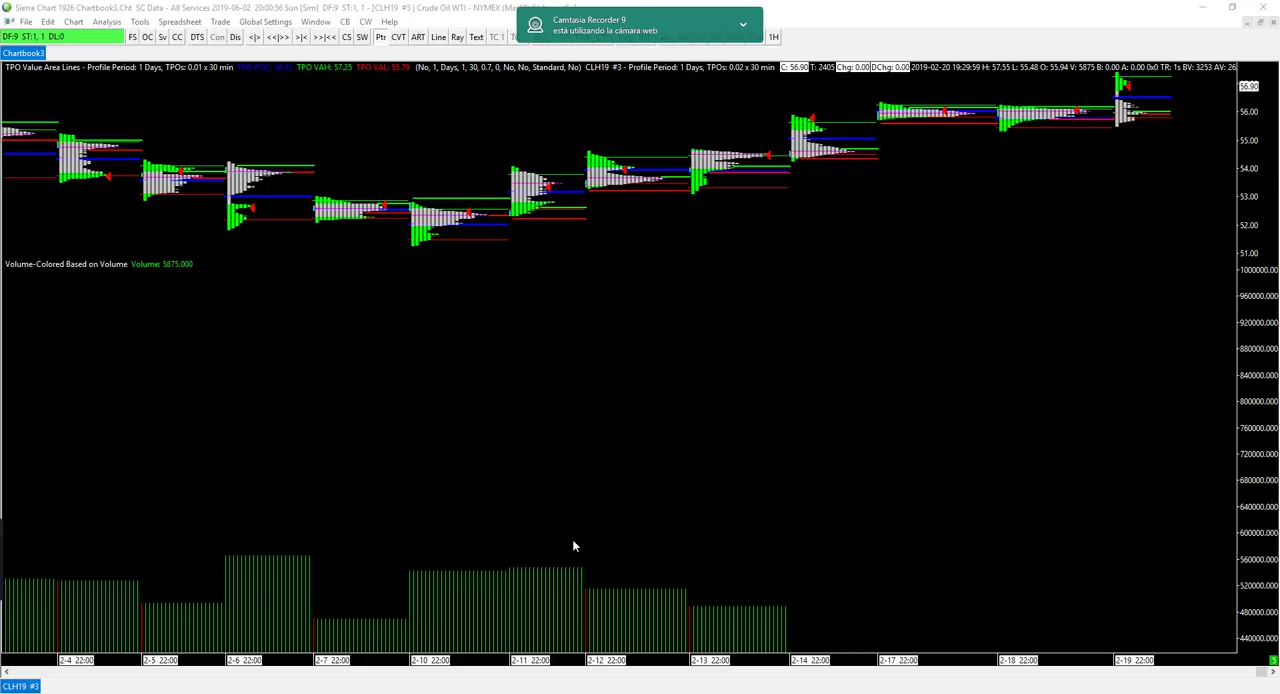 Sierra Chart 1926 Chartbook3.Cht SC Data - All Services 2019-06-02 20:00:56 Sun [Sim] DF:9 ST:1, 1 - [CLH19 #3 | Crude Oil WTI - NYMEX
Camtasia Recorder 9
está utilizando la cámara web
File Edit Chart Analysis Tools Spreadsheet Trade Global Settings Window CB CW Help
DF:9 ST:1, 1 DL:0
FS OC Sv CC DTS Con Dis <|> <<|>> >|< >>|<< CS SW Ptr CVT ART Line Ray Text TC 1 1H
Chartbook3
TPO Value Area Lines - Profile Period: 1 Days, TPOs: 0.01 x 30 min TPO VAH: 57.25 TPO VAL: 55.79 (No, 1, Days, 1, 30, 0.7, 0, No, No, Standard, No) CLH19 #3 - Profile Period: 1 Days, TPOs: 0.02 x 30 min C: 56.90 T: 2405 Chg: 0.00 DChg: 0.00 2019-02-20 19:29:59 H: 57.55 L: 55.48 O: 55.94 V: 5875 B: 0.00 A: 0.00 0x0 TR: 1s BV: 3253 AV: 26
56.90
56.00
55.00
54.00
53.00
52.00
51.00
Volume-Colored Based on Volume Volume: 5875.000
1000000.00
960000.000
920000.000
880000.000
840000.000
800000.000
760000.000
720000.000
680000.000
640000.000
600000.000
560000.000
520000.000
480000.000
440000.000
2-4 22:00 2-5 22:00 2-6 22:00 2-7 22:00 2-10 22:00 2-11 22:00 2-12 22:00 2-13 22:00 2-14 22:00 2-17 22:00 2-18 22:00 2-19 22:00 5
CLH19 #3